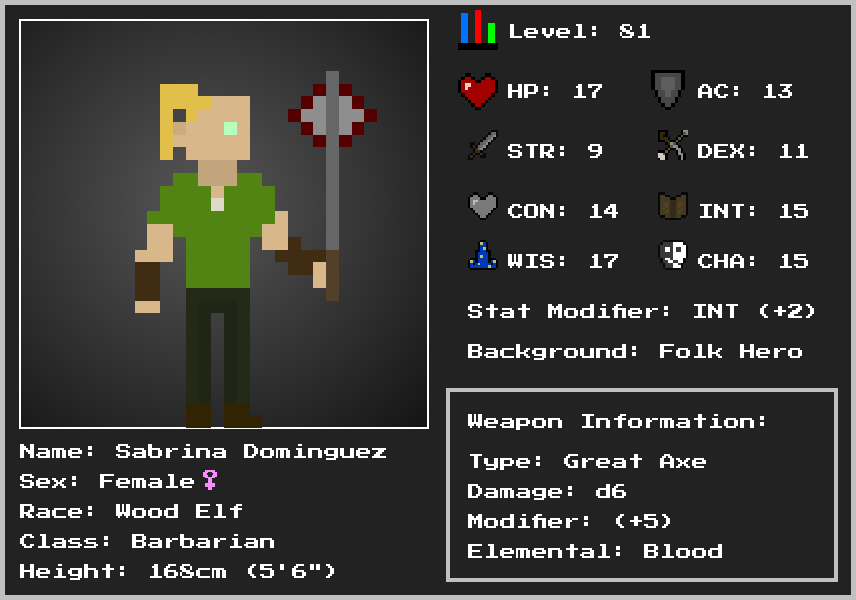 Level: 81
HP: 17 AC: 13
STR: 9 DEX: 11
CON: 14 INT: 15
WIS: 17 CHA: 15
Stat Modifier: INT (+2)
Background: Folk Hero
Name: Sabrina Dominguez
Sex: Female♀
Race: Wood Elf
Class: Barbarian
Height: 168cm (5'6")
Weapon Information:
Type: Great Axe
Damage: d6
Modifier: (+5)
Elemental: Blood